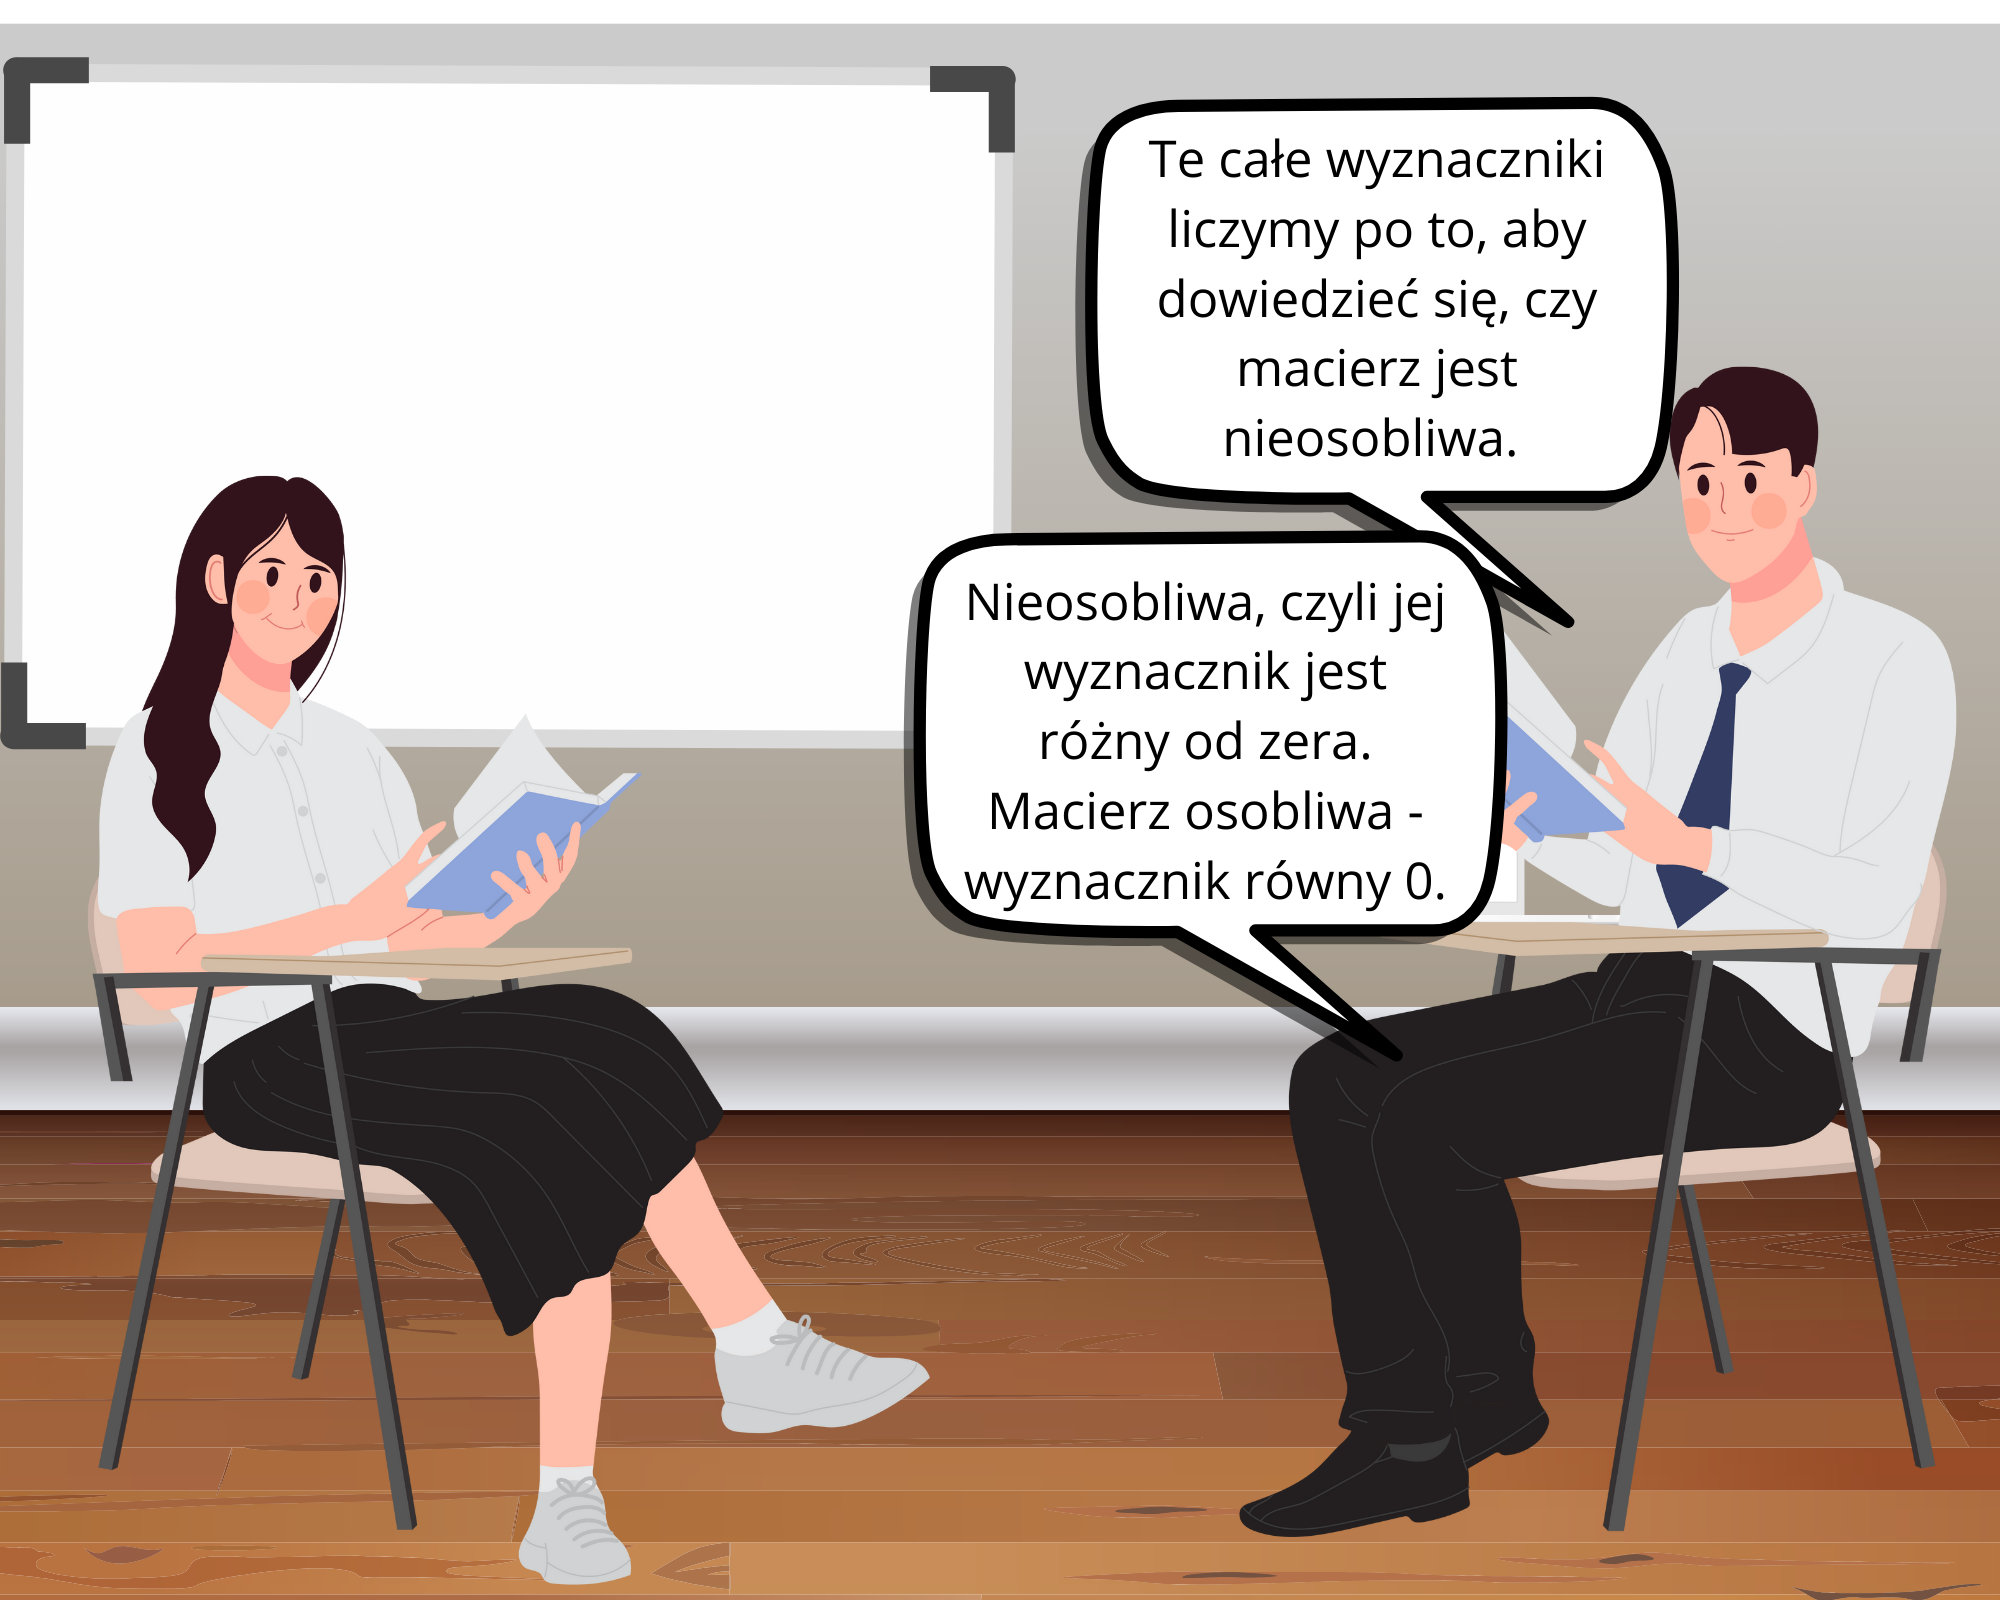 Te całe wyznaczniki
liczymy po to, aby
dowiedzieć się, czy
macierz jest
nieosobliwa.
Nieosobliwa, czyli jej
wyznacznik jest
różny od zera.
Macierz osobliwa -
wyznacznik równy 0.